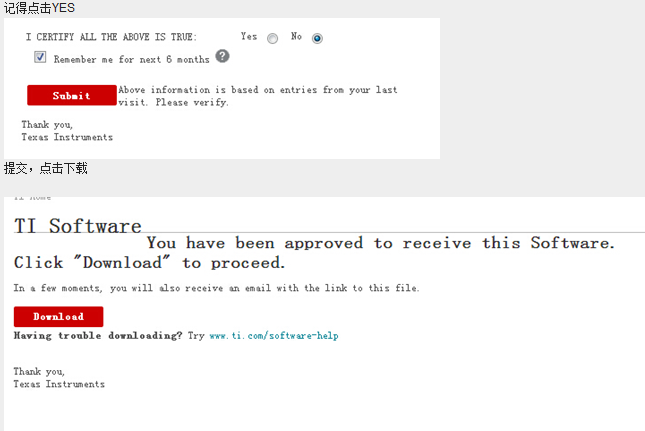 记得点击YES
I CERTIFY ALL THE ABOVE IS TRUE: Yes No
Remember me for next 6 months ?
Submit Above information is based on entries from your last
visit. Please verify.
Thank you,
Texas Instruments
提交，点击下载
TI Home
TI Software
You have been approved to receive this Software.
Click "Download" to proceed.
In a few moments, you will also receive an email with the link to this file.
Download
Having trouble downloading? Try www.ti.com/software-help
Thank you,
Texas Instruments